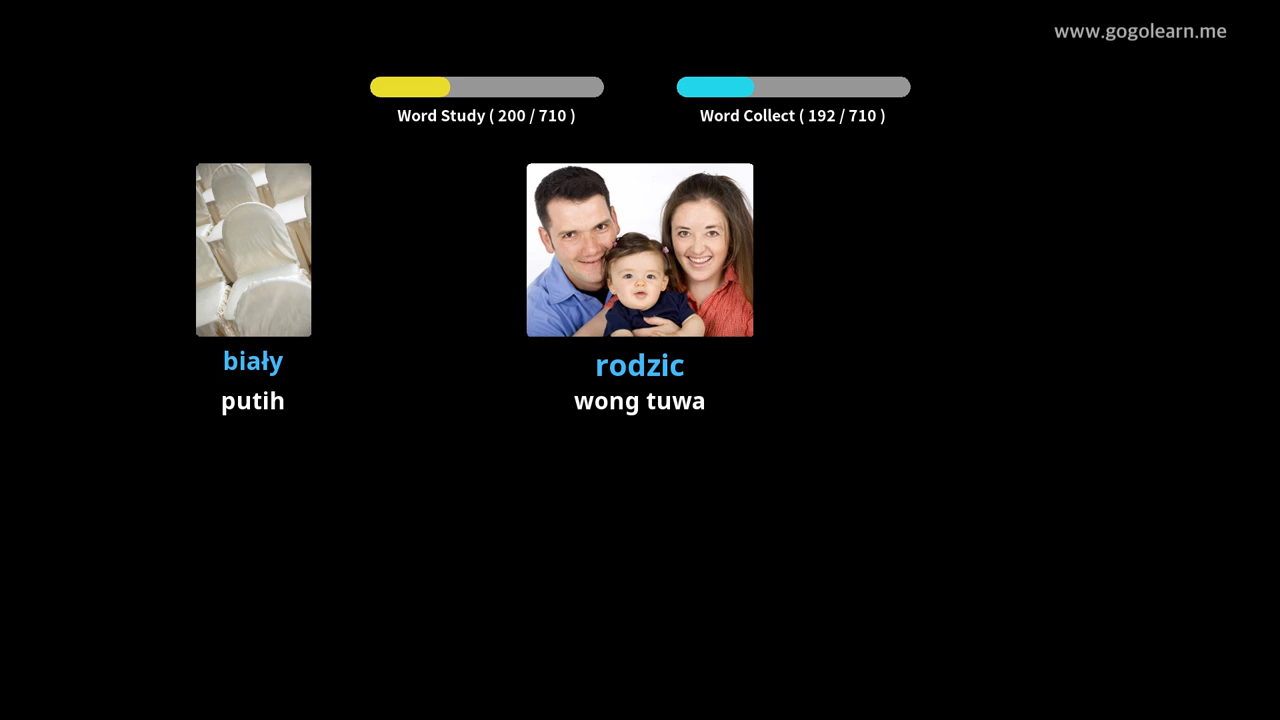 www.gogolearn.me
Word Study ( 200 / 710 )
Word Collect ( 192 / 710 )
biały
putih
rodzic
wong tuwa